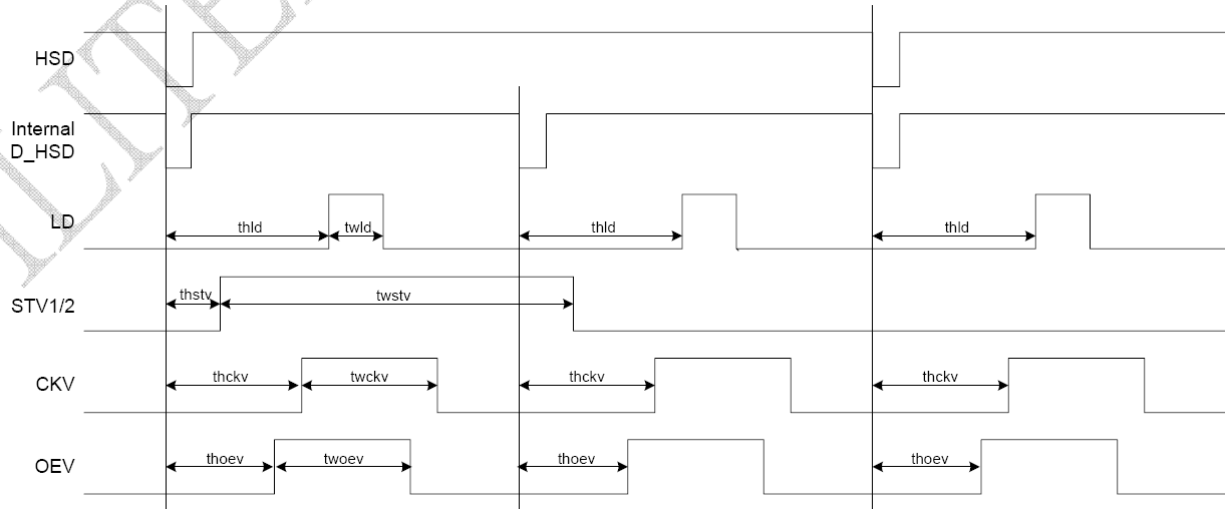 HSD
Internal
D_HSD
LD
thld
twld
thld
thld
STV1/2
thstv
twstv
CKV
thckv
twckv
thckv
thckv
OEV
thoev
twoev
thoev
thoev